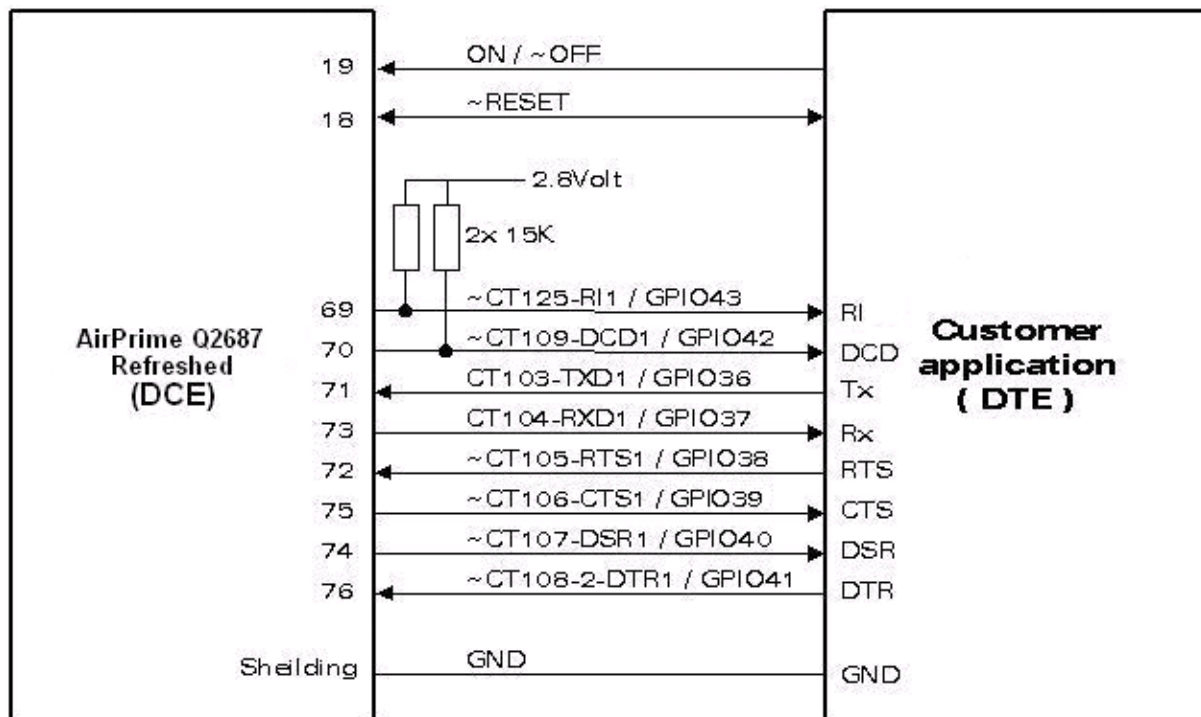 19 ON / ~OFF
18 ~RESET
2.8Volt
2x 15K
69 ~CT125-RI1 / GPIO43 RI
70 ~CT109-DCD1 / GPIO42 DCD
71 CT103-TXD1 / GPIO36 Tx
73 CT104-RXD1 / GPIO37 Rx
72 ~CT105-RTS1 / GPIO38 RTS
75 ~CT106-CTS1 / GPIO39 CTS
74 ~CT107-DSR1 / GPIO40 DSR
76 ~CT108-2-DTR1 / GPIO41 DTR
Sheilding GND GND
AirPrime Q2687
Refreshed
(DCE)
Customer
application
( DTE )